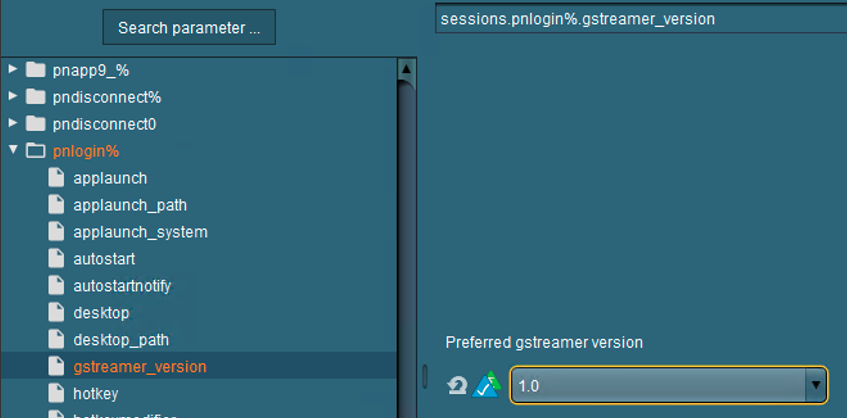 Search parameter ...
pnapp9_%
pndisconnect%
pndisconnect0
pnlogin%
applaunch
applaunch_path
applaunch_system
autostart
autostartnotify
desktop
desktop_path
gstreamer_version
hotkey
sessions.pnlogin%.gstreamer_version
Preferred gstreamer version
1.0